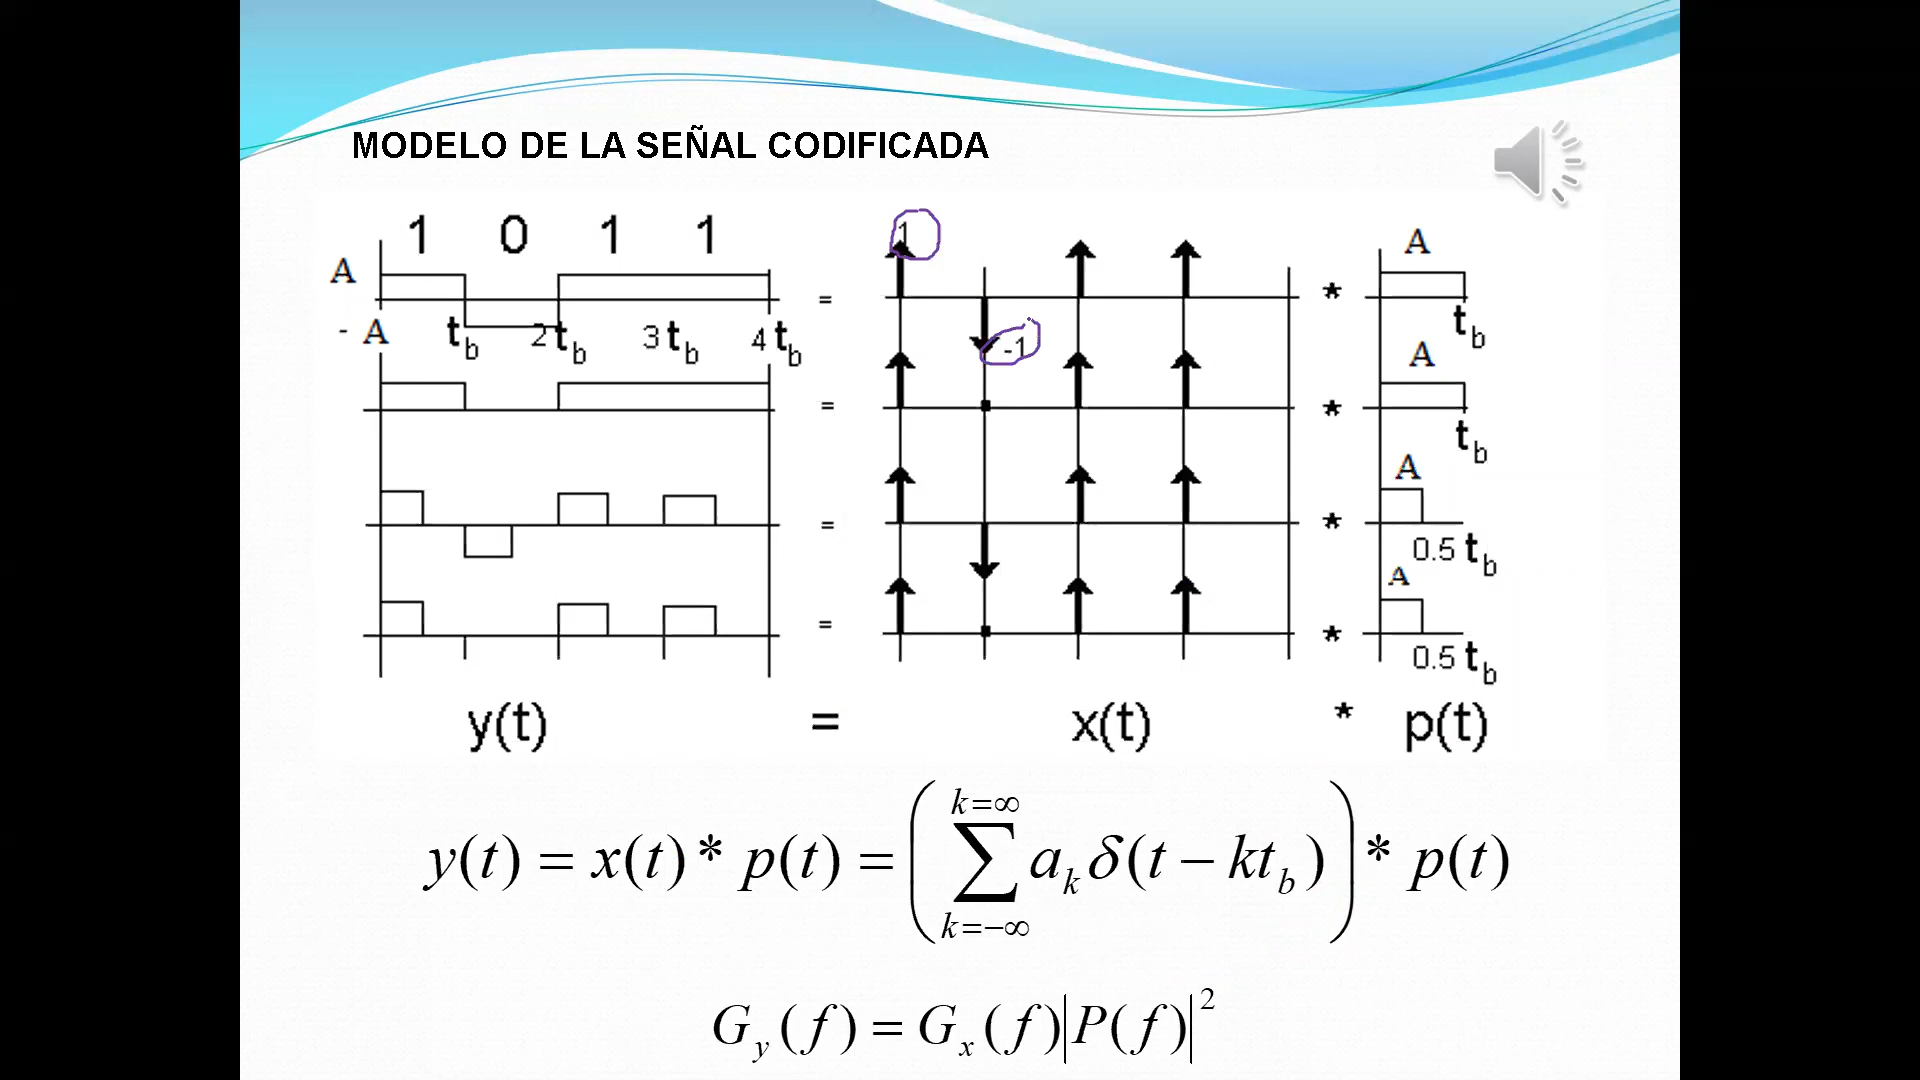 MODELO DE LA SEÑAL CODIFICADA
1 0 1 1
1
A
A
=
*
- A
t_b 2t_b 3t_b 4t_b
-1
t_b
A
=
*
t_b
A
=
*
0.5 t_b
A
=
*
0.5 t_b
y(t) = x(t) * p(t)
y(t) = x(t) * p(t) = ( \sum_{k=-∞}^{k=∞} a_k δ(t − kt_b) ) * p(t)
G_y(f) = G_x(f)|P(f)|^2